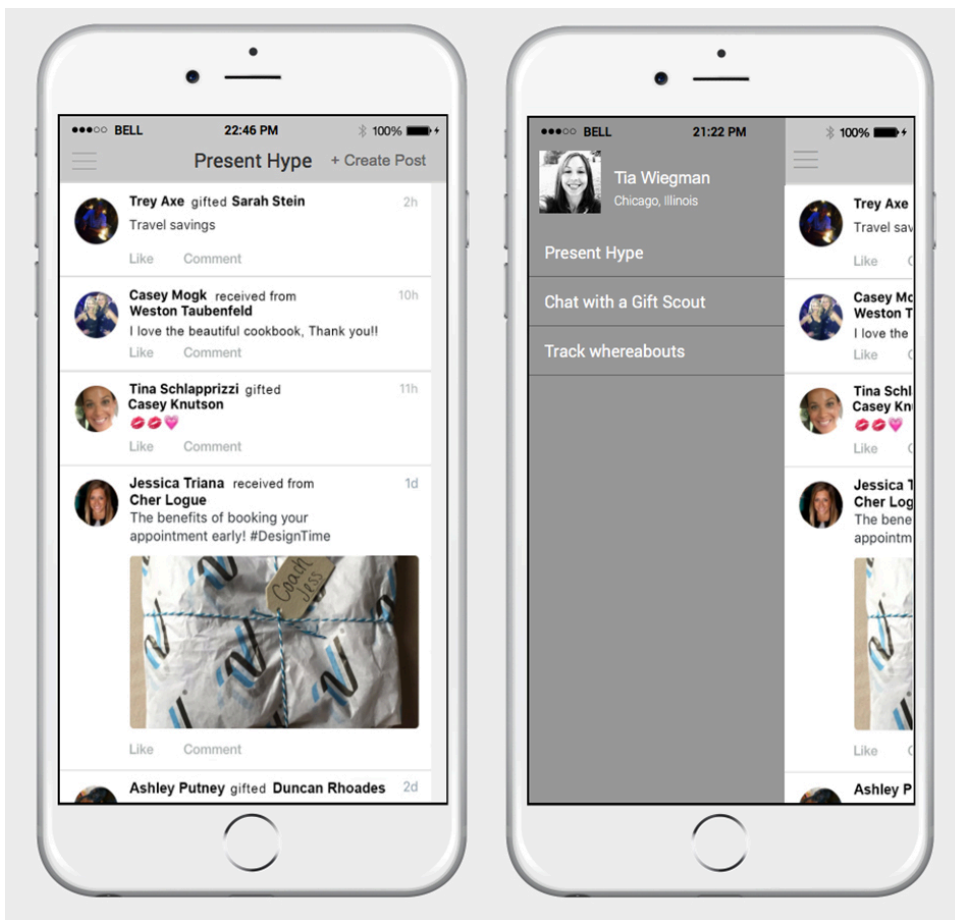 ●●●○○ BELL 22:46 PM 100%
Present Hype + Create Post
Trey Axe gifted Sarah Stein 2h
Travel savings
Like Comment
Casey Mogk received from 10h
Weston Taubenfeld
I love the beautiful cookbook, Thank you!!
Like Comment
Tina Schlapprizzi gifted 11h
Casey Knutson
💋💋💗
Like Comment
Jessica Triana received from 1d
Cher Logue
The benefits of booking your
appointment early! #DesignTime
Coach
Jess
Like Comment
Ashley Putney gifted Duncan Rhoades 2d
●●●○○ BELL 21:22 PM 100%
Tia Wiegman
Chicago, Illinois
Present Hype
Chat with a Gift Scout
Track whereabouts
Trey Axe
Travel sav
Like C
Casey Mo
Weston T
I love the
Like C
Tina Schl
Casey Kn
💋💋💗
Like C
Jessica T
Cher Log
The bene
appointm
Like C
Ashley P